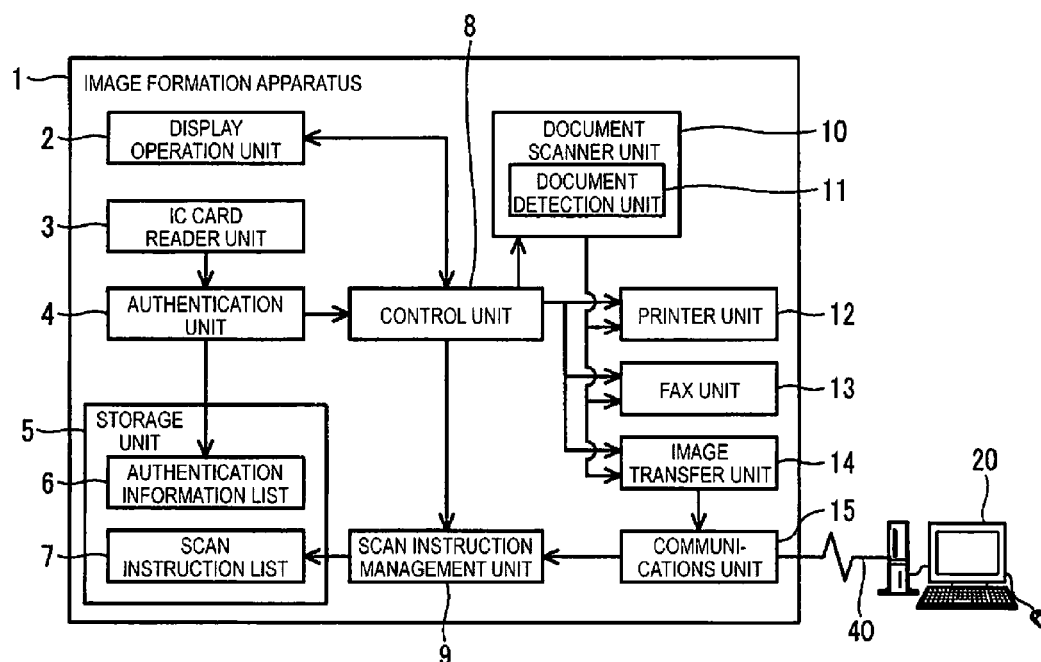 8
1
IMAGE FORMATION APPARATUS
2
DISPLAY
OPERATION UNIT
DOCUMENT
SCANNER UNIT
10
DOCUMENT
DETECTION UNIT
11
3
IC CARD
READER UNIT
4
AUTHENTICATION
UNIT
CONTROL UNIT
PRINTER UNIT
12
FAX UNIT
13
5
STORAGE
UNIT
6
AUTHENTICATION
INFORMATION LIST
IMAGE
TRANSFER UNIT
14
20
15
7
SCAN
INSTRUCTION LIST
SCAN INSTRUCTION
MANAGEMENT UNIT
COMMUNI-
CATIONS UNIT
9
40